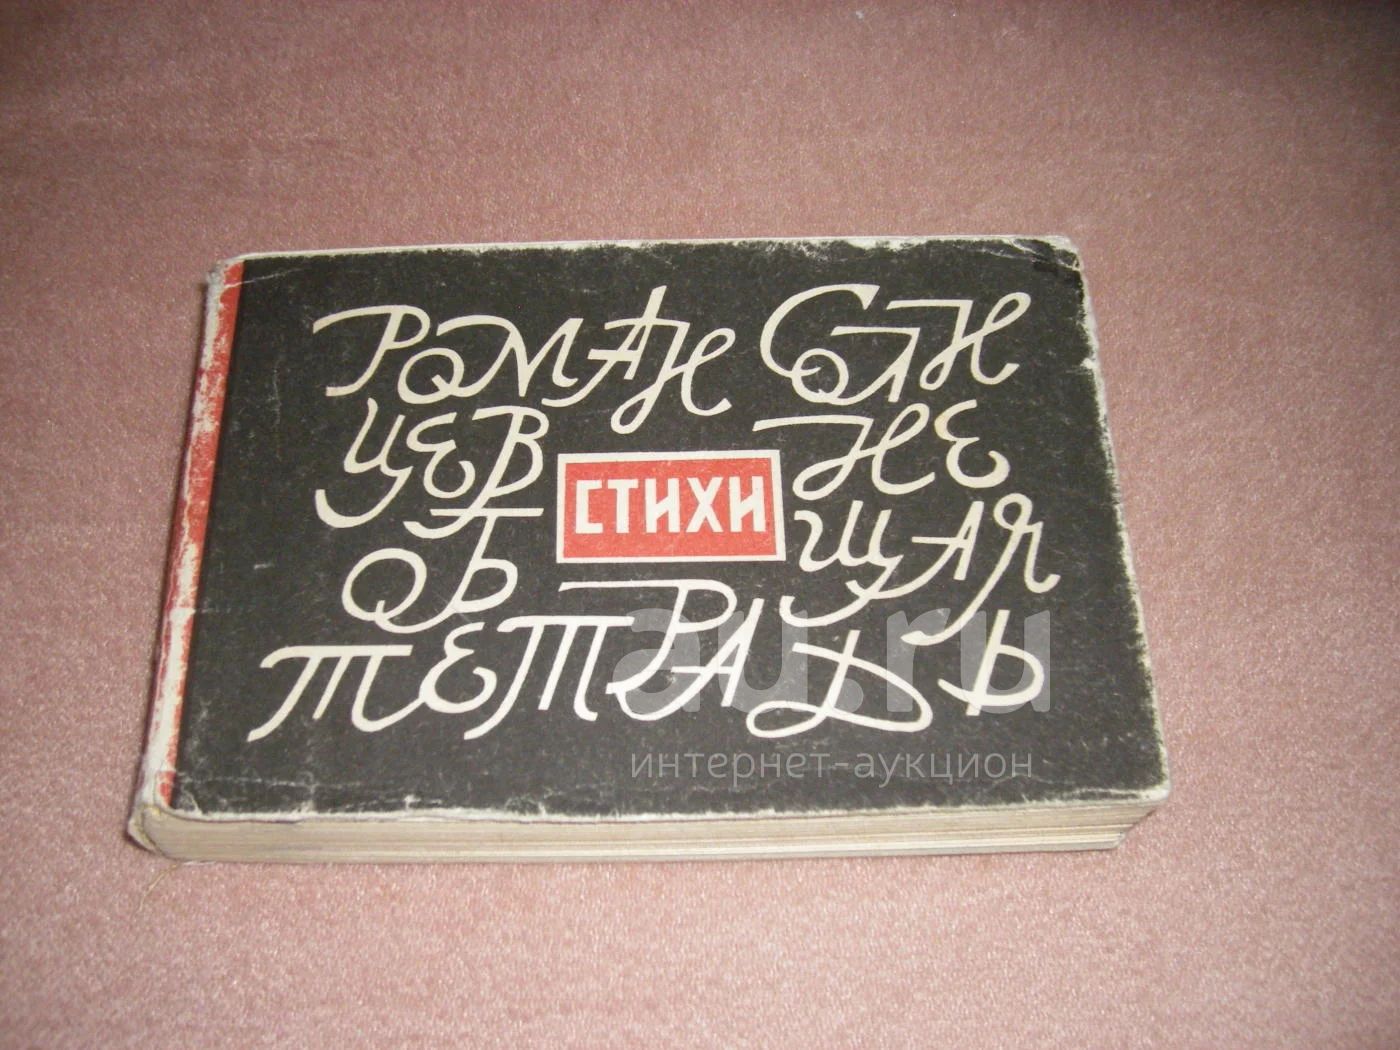 РОМАН СОЛН
ЦЕВ НЕ
СТИХИ
ОБ ЩАЯ
ТЕТРАДЬ
au.ru
интернет-аукцион